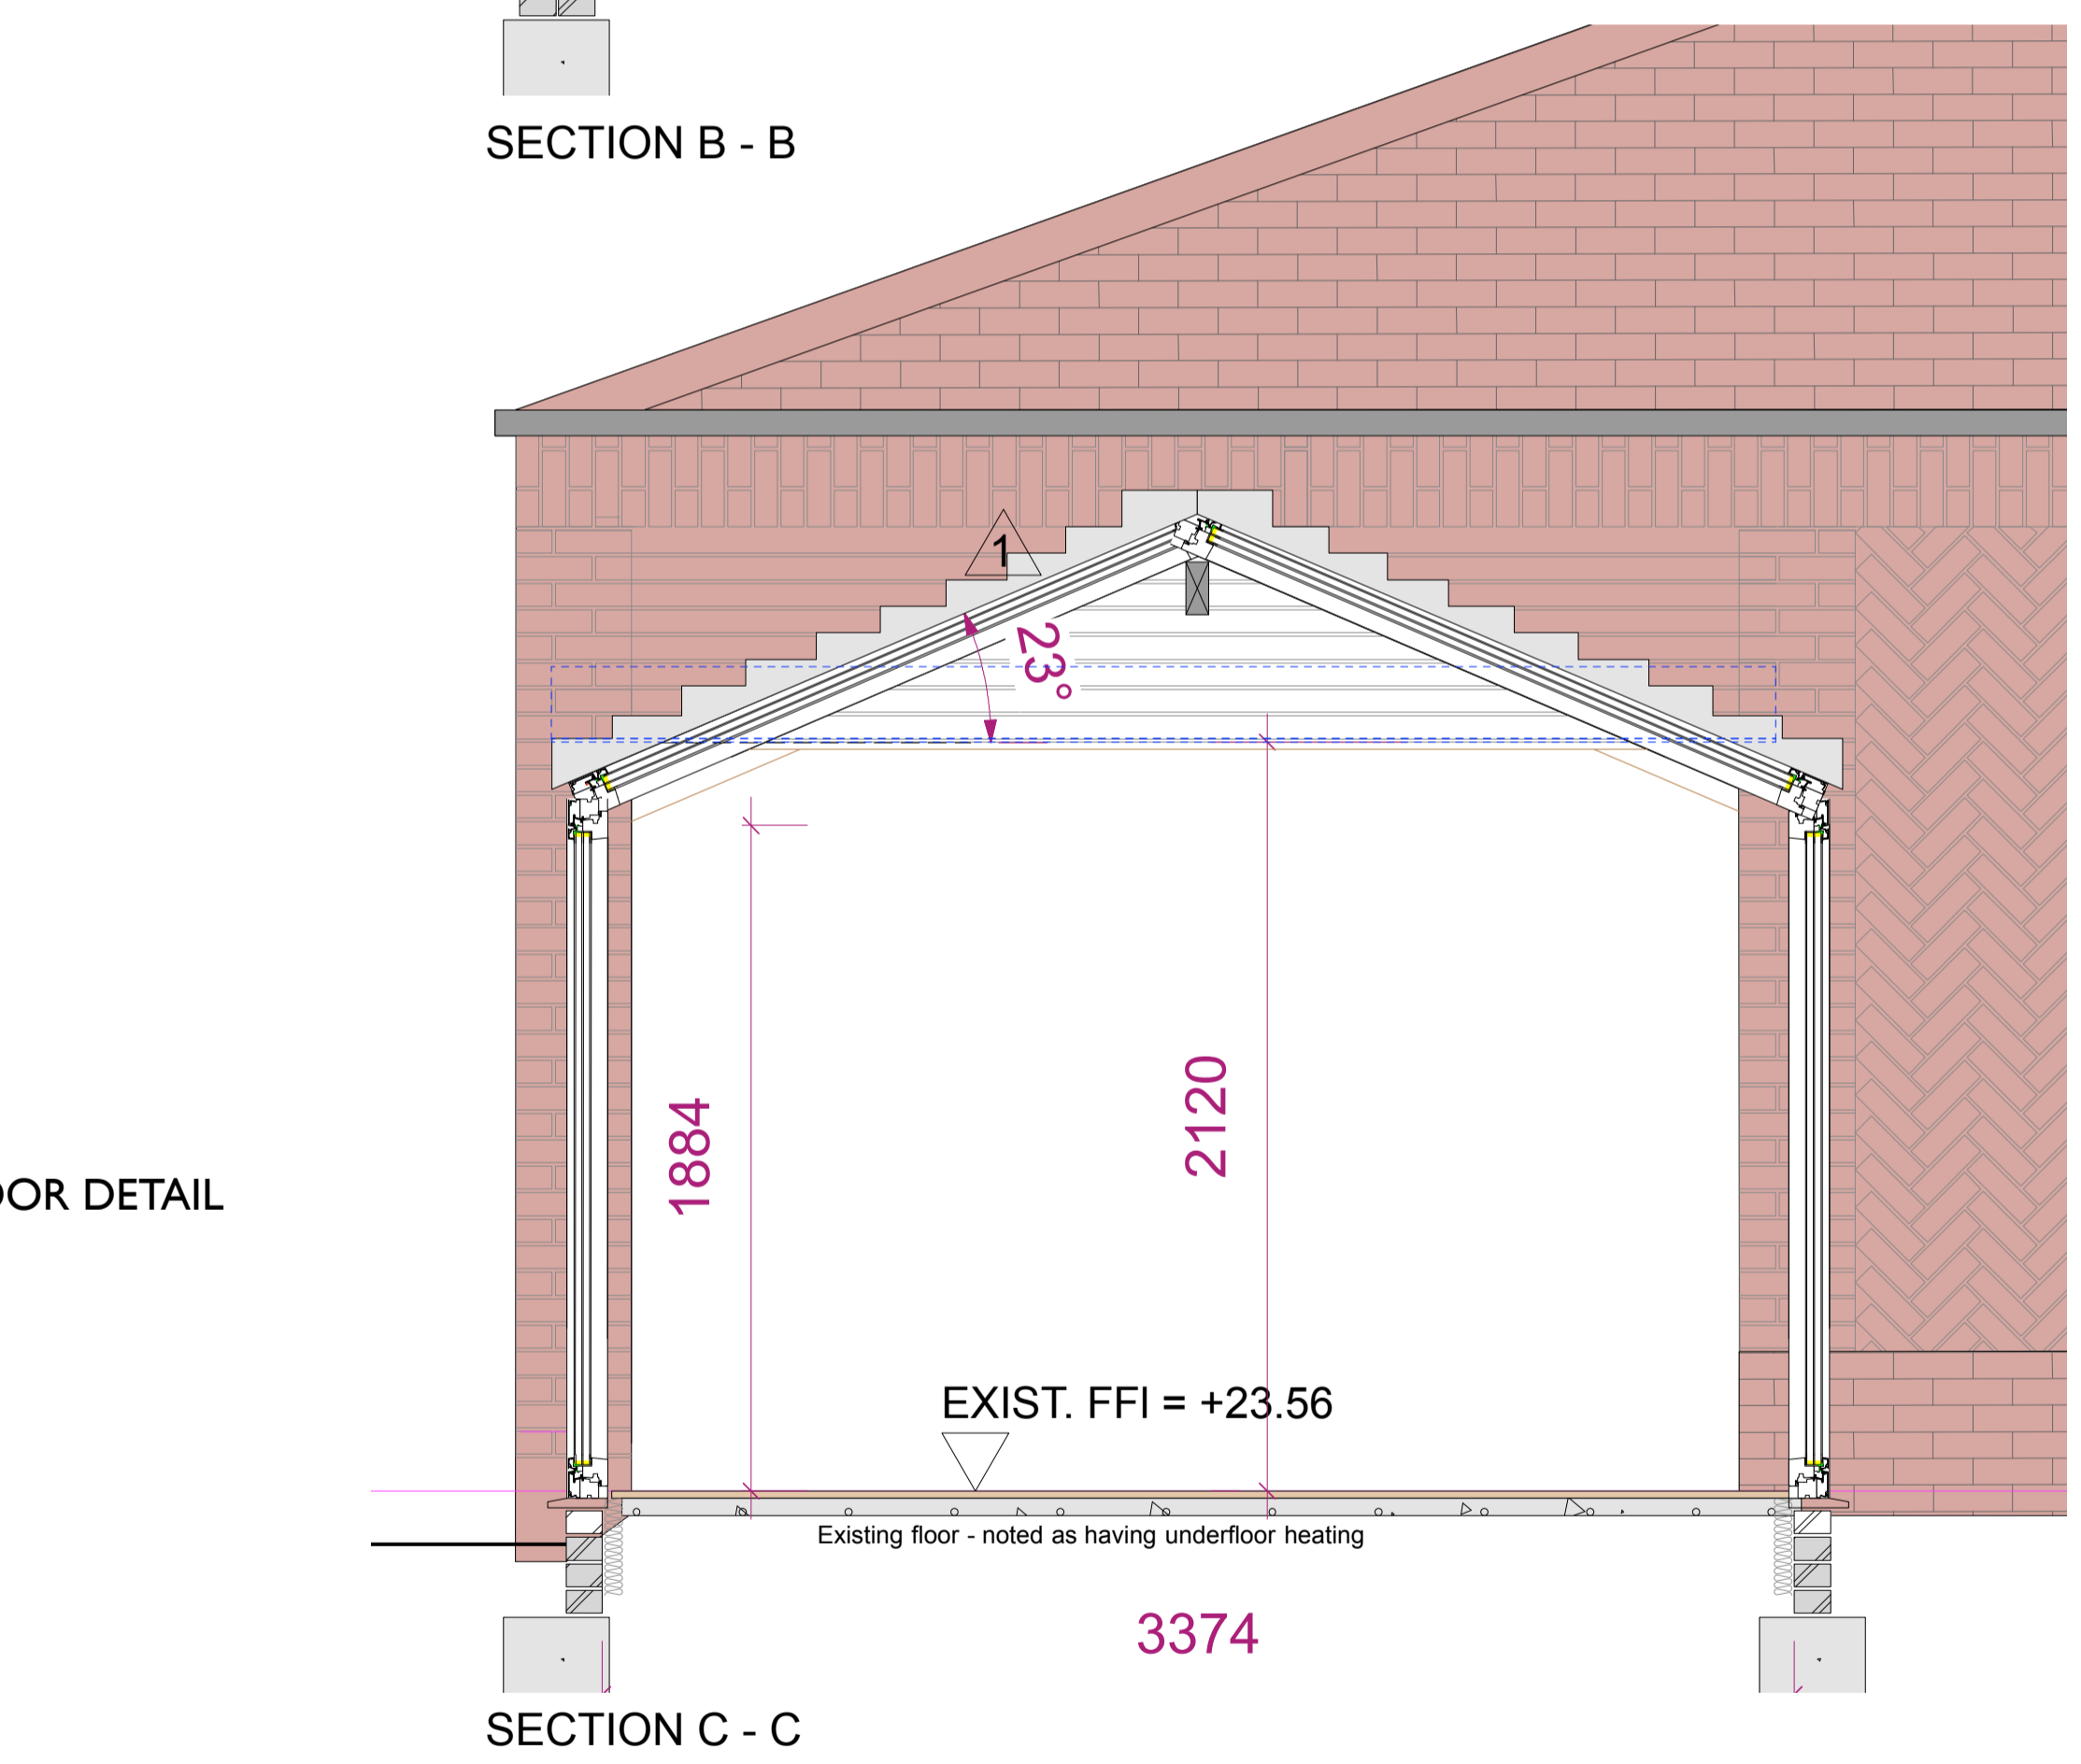 SECTION B - B
1
23°
1884
2120
OOR DETAIL
EXIST. FFI = +23.56
Existing floor - noted as having underfloor heating
3374
SECTION C - C